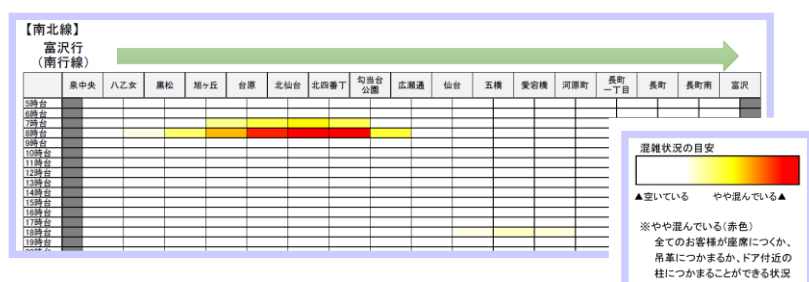 【南北線】
富沢行
(南行線)
泉中央 八乙女 黒松 旭ヶ丘 台原 北仙台 北四番丁 勾当台公園 広瀬通 仙台 五橋 愛宕橋 河原町 長町一丁目 長町 長町南 富沢
5時台
6時台
7時台
8時台
9時台
10時台
11時台
12時台
13時台
14時台
15時台
16時台
17時台
18時台
19時台
混雑状況の目安
▲空いている やや混んでいる▲
※やや混んでいる(赤色)
全てのお客様が座席につくか、
吊革につかまるか、ドア付近の
柱につかまることができる状況